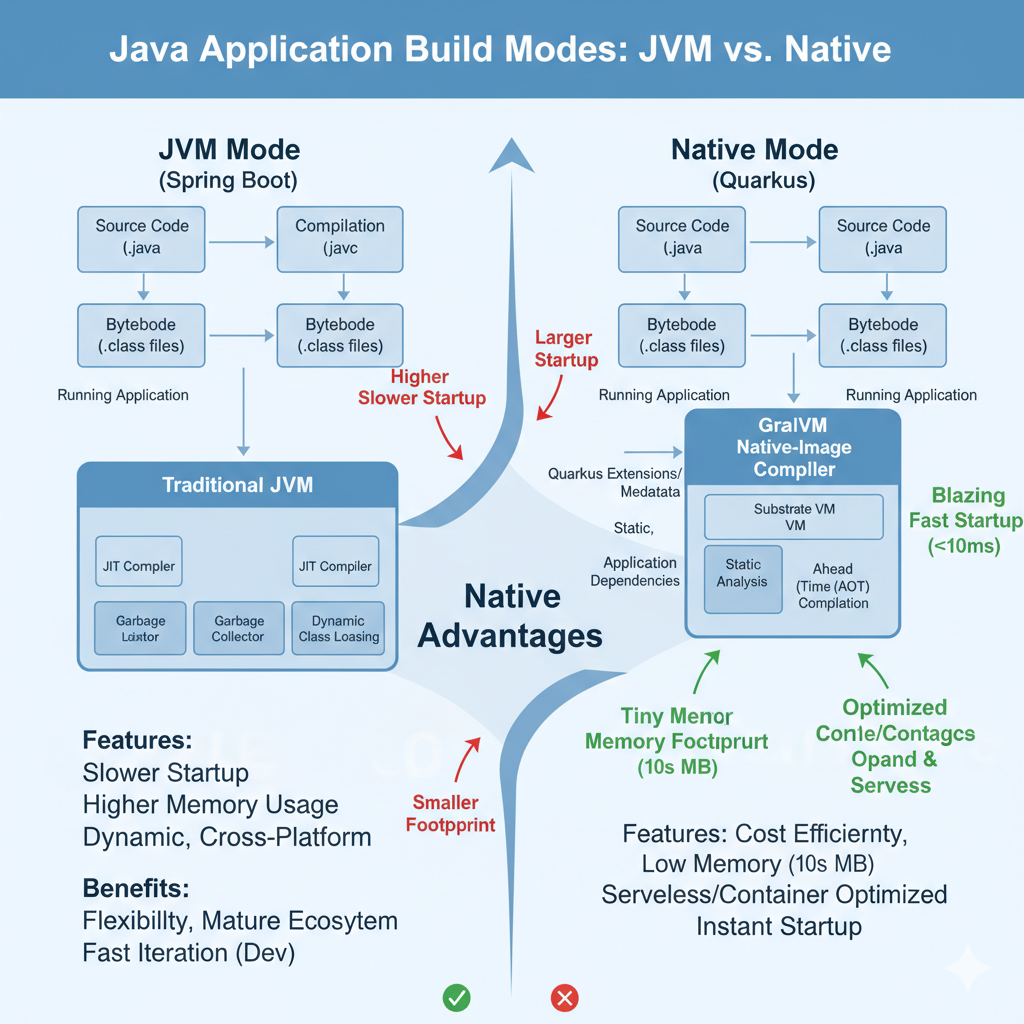 Java Application Build Modes: JVM vs. Native
JVM Mode
(Spring Boot)
Source Code
(.java
Compilation
(javc
Bytebode
(.class files)
Bytebode
(.class files)
Running Application
Higher
Slower Startup
Larger
Startup
Traditional JVM
JIT Compler
JIT Compiler
Garbage
Garbage
Collector
Dynamic
Class Loasing
Features:
Slower Startup
Higher Memory Usage
Dynamic, Cross-Platform
Benefits:
Flexibillty, Mature Ecosytem
Fast Iteration (Dev)
Native
Advantages
Smaller
Footpprint
Native Mode
(Quarkus)
Source Code
(.java
Source Code
(.java
Bytebode
(.class files)
Bytebode
(.class files)
Running Application
Running Application
GralVM
Native-Image
Compller
Quarkus Extensions/
Medatata
Static,
Application
Dependencies
Substrate VM
VM
Static
Analysis
Ahead
(Time (AOT)
Complation
Blazing
Fast Startup
(<10ms)
Tiny Menor
Memory Foctprurt
(10s MB)
Optimized
Conle/Contagcs
Opand &
Servess
Features: Cost Efficiernty,
Low Memory (10s MB)
Serveless/Container Optimized
Instant Startup